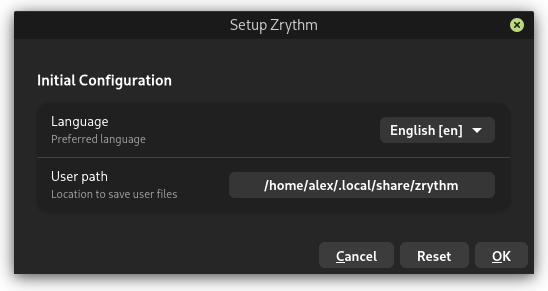 Setup Zrythm
Initial Configuration
Language
Preferred language
English [en]
User path
Location to save user files
/home/alex/.local/share/zrythm
Cancel
Reset
OK